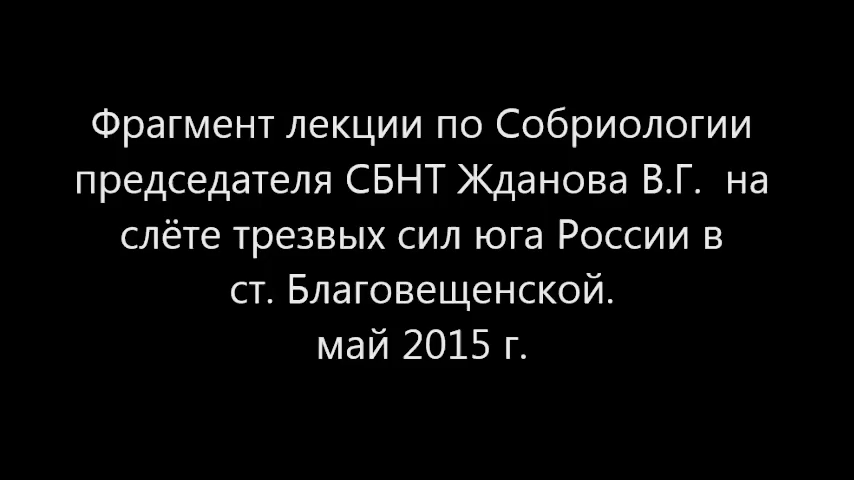 Фрагмент лекции по Собриологии
председателя СБНТ Жданова В.Г. на
слёте трезвых сил юга России в
ст. Благовещенской.
май 2015 г.